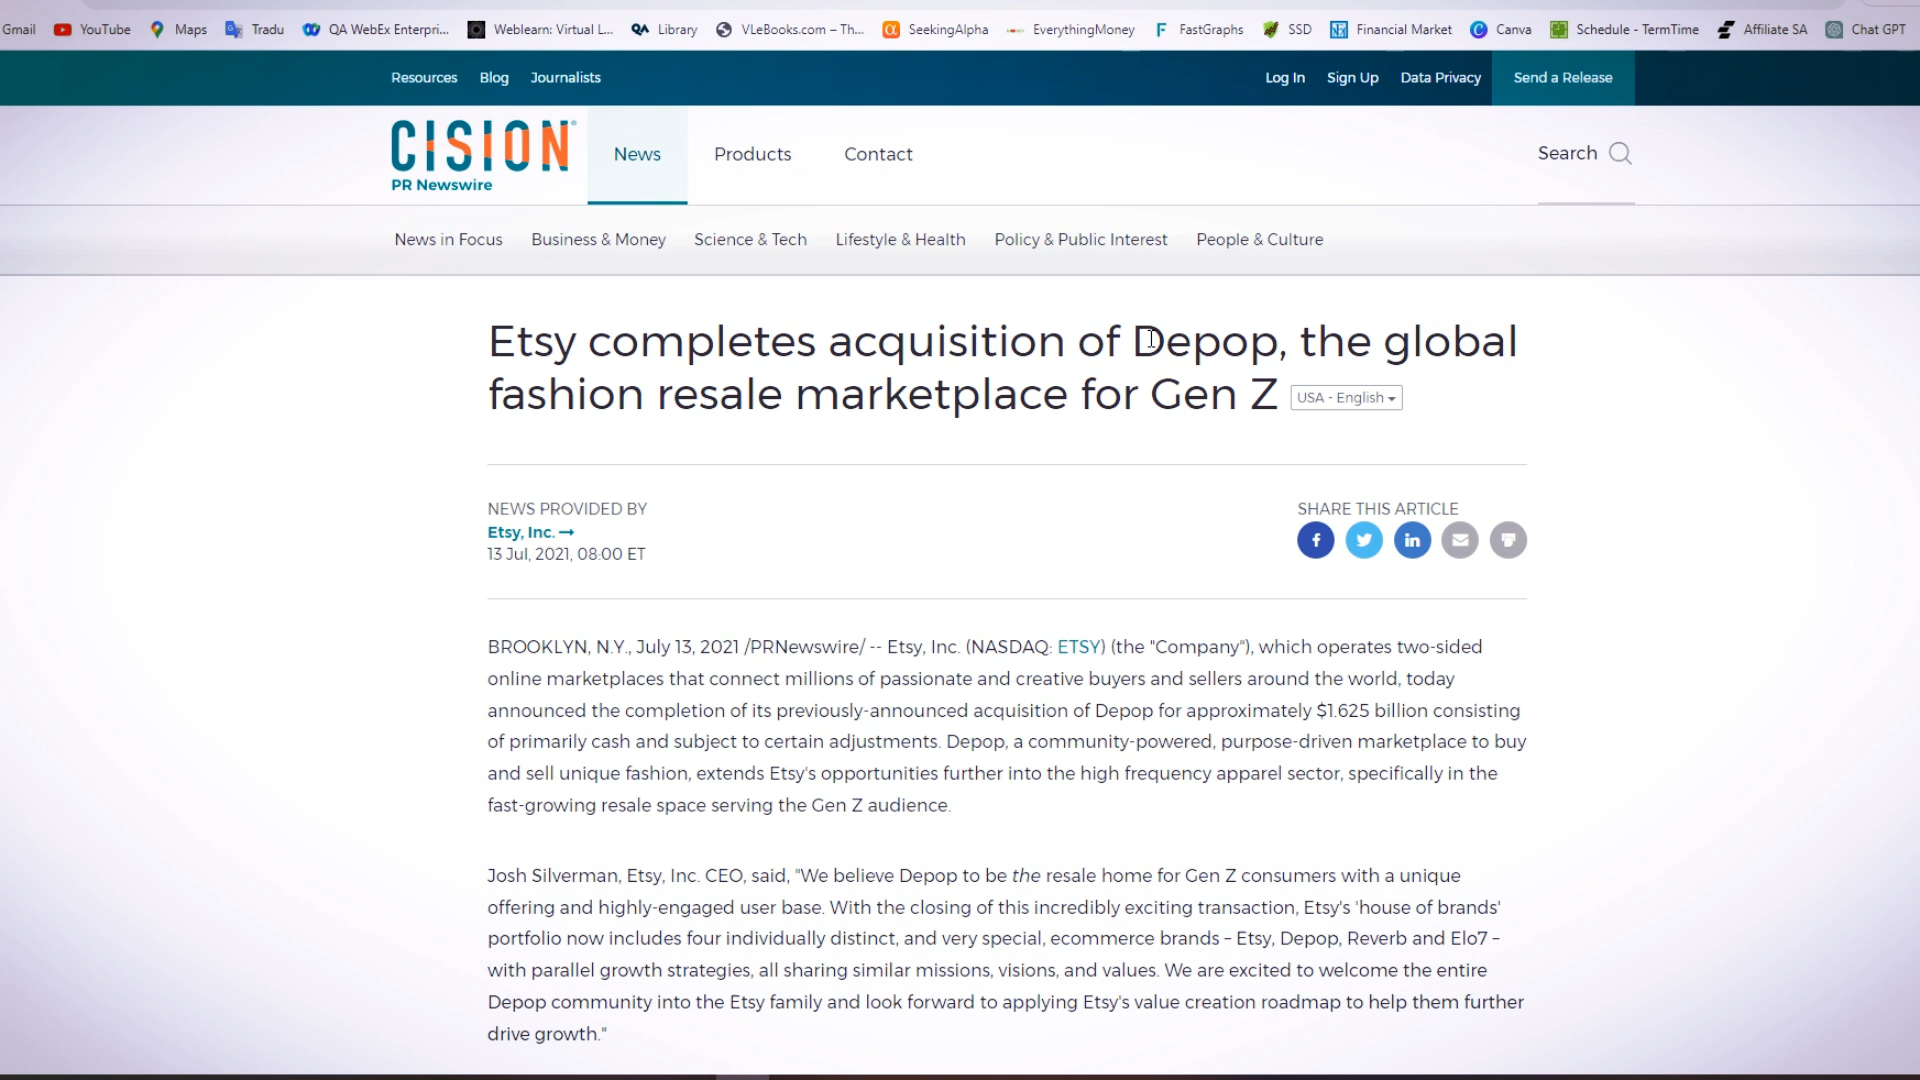 Gmail YouTube Maps Tradu QA WebEx Enterpri... Weblearn: Virtual L... QA Library VLeBooks.com – Th... SeekingAlpha EverythingMoney FastGraphs SSD Financial Market Canva Schedule - TermTime Affiliate SA Chat GPT
Resources Blog Journalists Log In Sign Up Data Privacy Send a Release
CISION
PR Newswire
News Products Contact Search
News in Focus Business & Money Science & Tech Lifestyle & Health Policy & Public Interest People & Culture
Etsy completes acquisition of Depop, the global
fashion resale marketplace for Gen Z USA - English
NEWS PROVIDED BY
Etsy, Inc. →
13 Jul, 2021, 08:00 ET
SHARE THIS ARTICLE
BROOKLYN, N.Y., July 13, 2021 /PRNewswire/ -- Etsy, Inc. (NASDAQ: ETSY) (the "Company"), which operates two-sided
online marketplaces that connect millions of passionate and creative buyers and sellers around the world, today
announced the completion of its previously-announced acquisition of Depop for approximately $1.625 billion consisting
of primarily cash and subject to certain adjustments. Depop, a community-powered, purpose-driven marketplace to buy
and sell unique fashion, extends Etsy's opportunities further into the high frequency apparel sector, specifically in the
fast-growing resale space serving the Gen Z audience.
Josh Silverman, Etsy, Inc. CEO, said, "We believe Depop to be the resale home for Gen Z consumers with a unique
offering and highly-engaged user base. With the closing of this incredibly exciting transaction, Etsy's 'house of brands'
portfolio now includes four individually distinct, and very special, ecommerce brands – Etsy, Depop, Reverb and Elo7 –
with parallel growth strategies, all sharing similar missions, visions, and values. We are excited to welcome the entire
Depop community into the Etsy family and look forward to applying Etsy's value creation roadmap to help them further
drive growth."